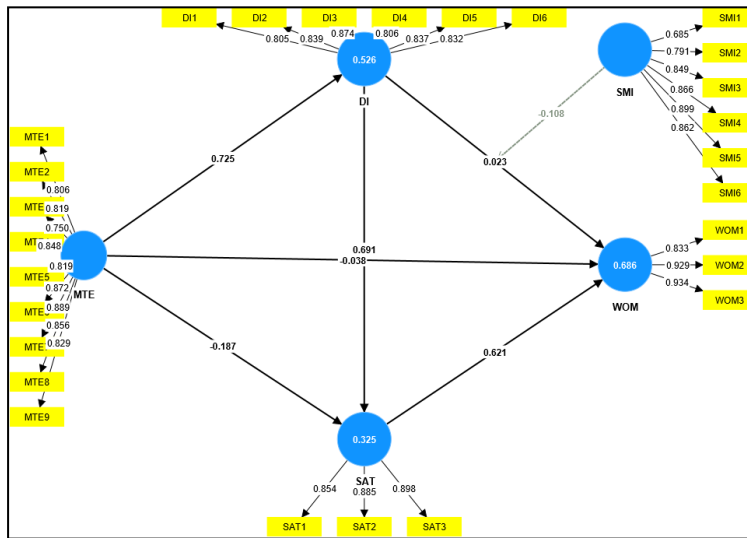 DI1 DI2 DI3 DI4 DI5 DI6
0.805 0.839 0.874 0.806 0.837 0.832
0.526
DI
SMI1
SMI2
SMI3
SMI4
SMI5
SMI6
0.685
0.791
0.849
0.866
0.899
0.862
SMI
-0.108
0.725
0.023
MTE1
MTE2
MTE5
MTE8
MTE9
0.806
0.819
0.750
0.848
0.819
0.872
0.889
0.856
0.829
MTE
0.691
-0.038
0.686
WOM
WOM1
WOM2
WOM3
0.833
0.929
0.934
-0.187
0.621
0.325
SAT
0.854 0.885 0.898
SAT1 SAT2 SAT3